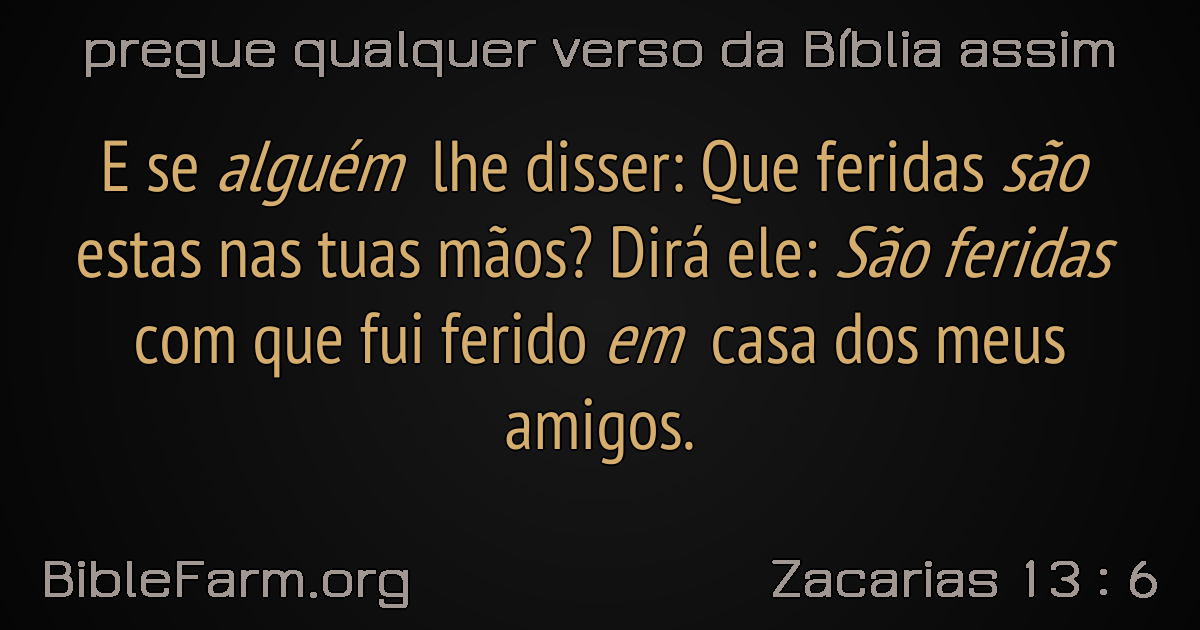 pregue qualquer verso da Bíblia assim
E se alguém lhe disser: Que feridas são
estas nas tuas mãos? Dirá ele: São feridas
com que fui ferido em casa dos meus
amigos.
BibleFarm.org
Zacarias 13 : 6